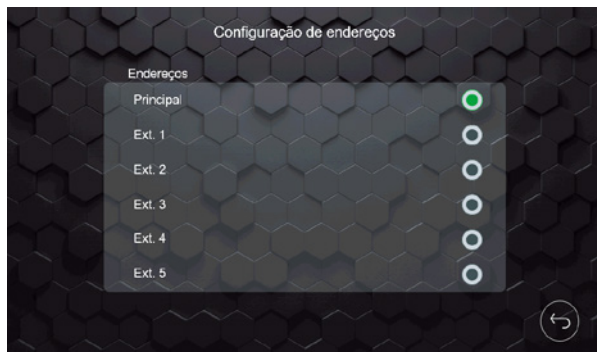 Configuração de endereços
Endereços
Principal
Ext. 1
Ext. 2
Ext. 3
Ext. 4
Ext. 5